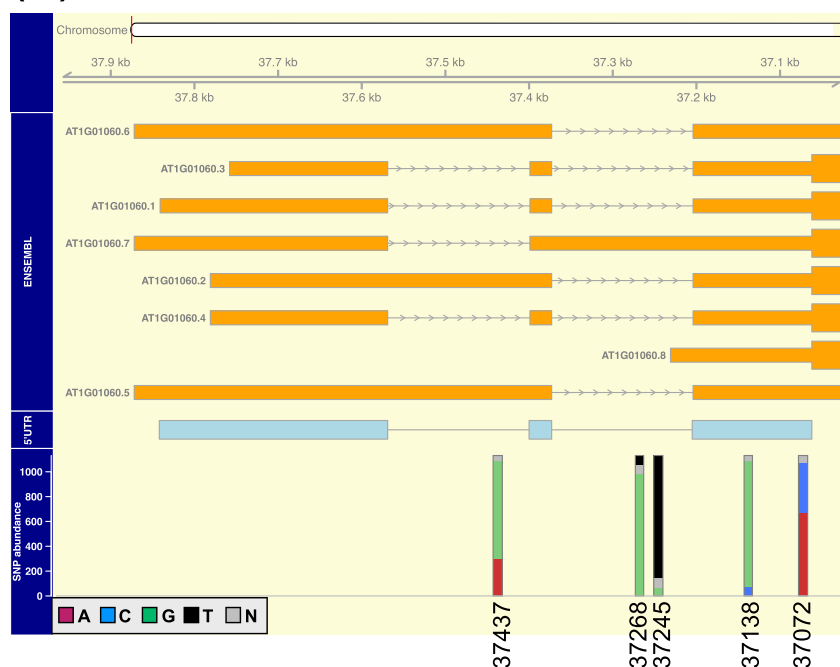 Chromosome
37.9 kb 37.7 kb 37.5 kb 37.3 kb 37.1 kb
37.8 kb 37.6 kb 37.4 kb 37.2 kb
ENSEMBL
AT1G01060.6
AT1G01060.3
AT1G01060.1
AT1G01060.7
AT1G01060.2
AT1G01060.4
AT1G01060.8
AT1G01060.5
5'UTR
SNP abundance
1000
800
600
400
200
0
A C G T N
37437 37268 37245 37138 37072